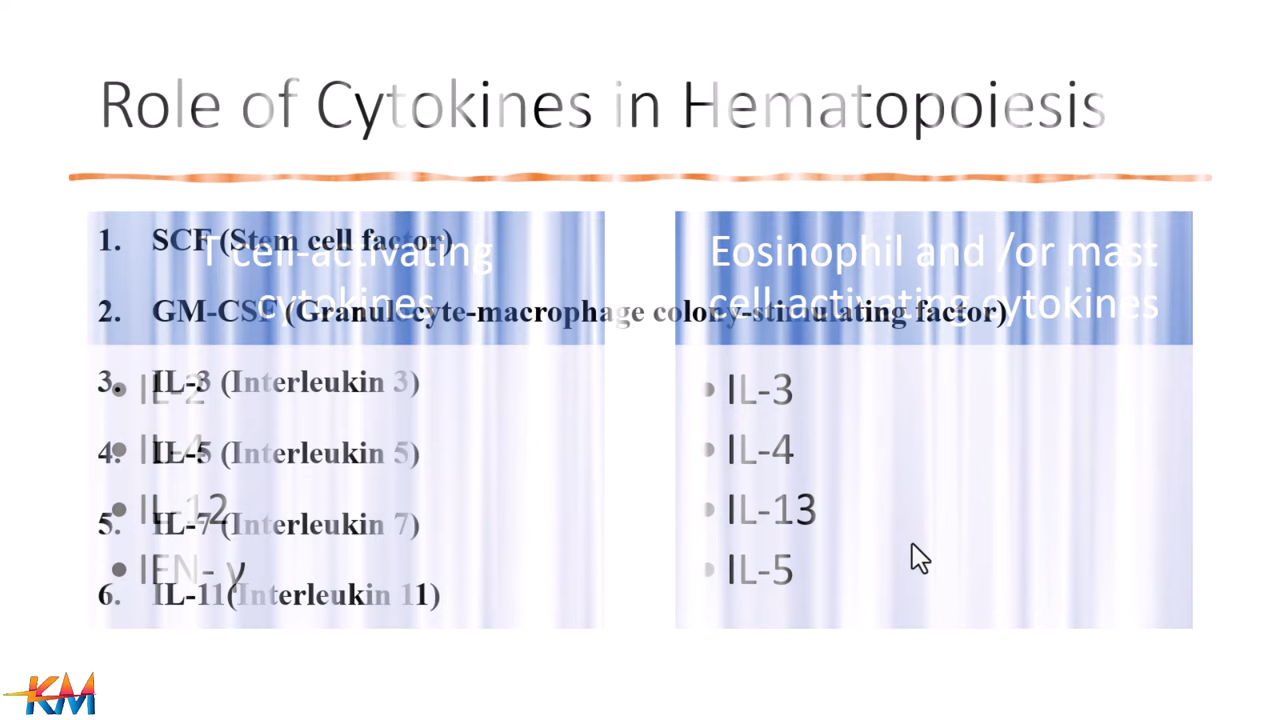 Role of Cytokines in Hematopoiesis
1. SCF (Stem cell factor)
2. GM-CSF (Granulocyte-macrophage colony-stimulating factor)
3. IL-3 (Interleukin 3)
4. IL-5 (Interleukin 5)
5. IL-7 (Interleukin 7)
6. IL-11(Interleukin 11)
T cell-activating
cytokines
• IL-2
• IL-4
• IL-12
• IFN- γ
Eosinophil and /or mast
cell-activating cytokines
• IL-3
• IL-4
• IL-13
• IL-5
KM